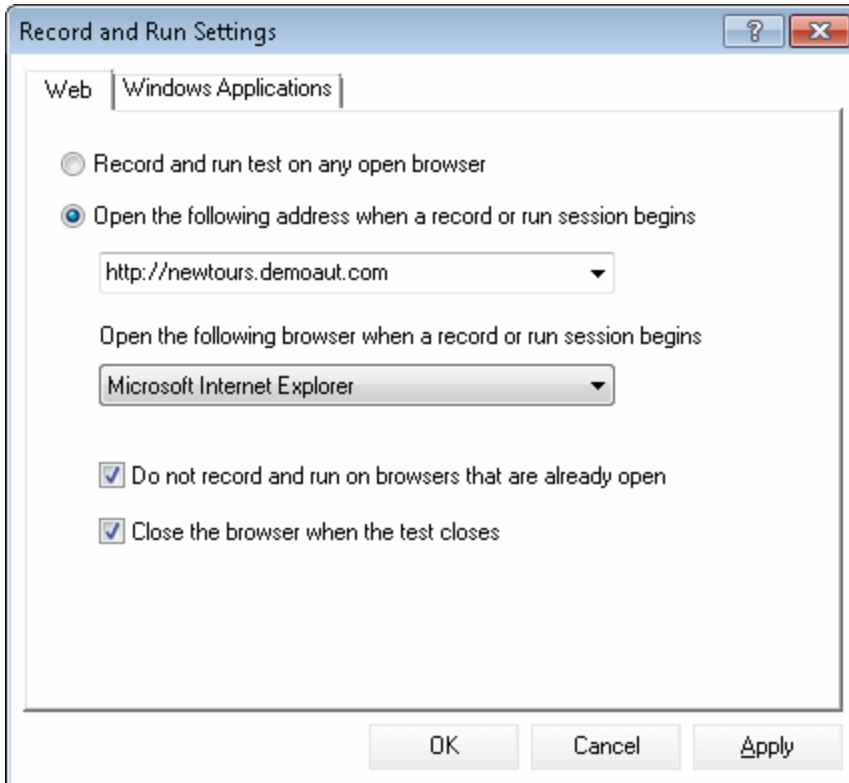 Record and Run Settings
Web
Windows Applications
Record and run test on any open browser
Open the following address when a record or run session begins
http://newtours.demoaut.com
Open the following browser when a record or run session begins
Microsoft Internet Explorer
Do not record and run on browsers that are already open
Close the browser when the test closes
OK
Cancel
Apply